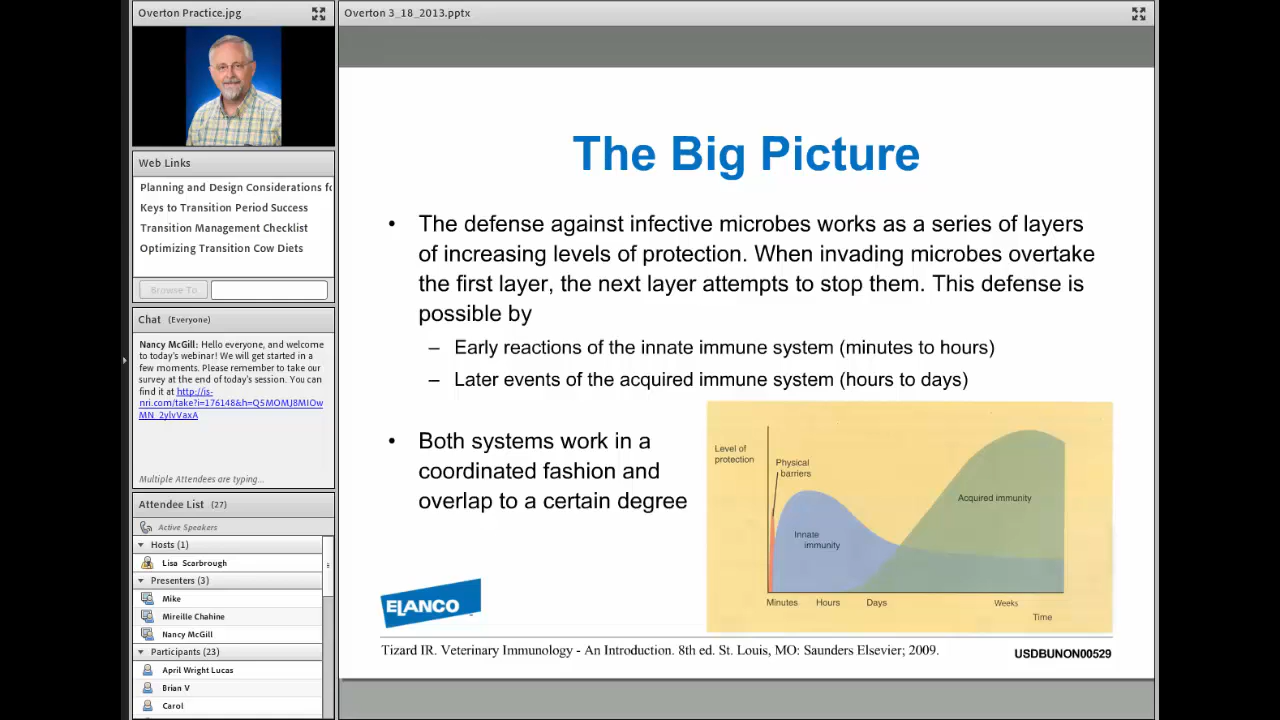 Overton Practice.jpg
Web Links
Planning and Design Considerations fo
Keys to Transition Period Success
Transition Management Checklist
Optimizing Transition Cow Diets
Browse To
Chat (Everyone)
Nancy McGill: Hello everyone, and welcome
to today's webinar! We will get started in a
few moments. Please remember to take our
survey at the end of today's session. You can
find it at http://is-
nri.com/take?i=176148&h=Q5MOMJ8MIOw
MN_2ylvVaxA
Multiple Attendees are typing...
Attendee List (27)
Active Speakers
Hosts (1)
Lisa Scarbrough
Presenters (3)
Mike
Mireille Chahine
Nancy McGill
Participants (23)
April Wright Lucas
Brian V
Carol
Overton 3_18_2013.pptx
The Big Picture
• The defense against infective microbes works as a series of layers
of increasing levels of protection. When invading microbes overtake
the first layer, the next layer attempts to stop them. This defense is
possible by
– Early reactions of the innate immune system (minutes to hours)
– Later events of the acquired immune system (hours to days)
• Both systems work in a
coordinated fashion and
overlap to a certain degree
Level of
protection
Physical
barriers
Innate
immunity
Acquired immunity
Minutes Hours Days Weeks
Time
ELANCO
Tizard IR. Veterinary Immunology - An Introduction. 8th ed. St. Louis, MO: Saunders Elsevier; 2009.
USDBUNON00529